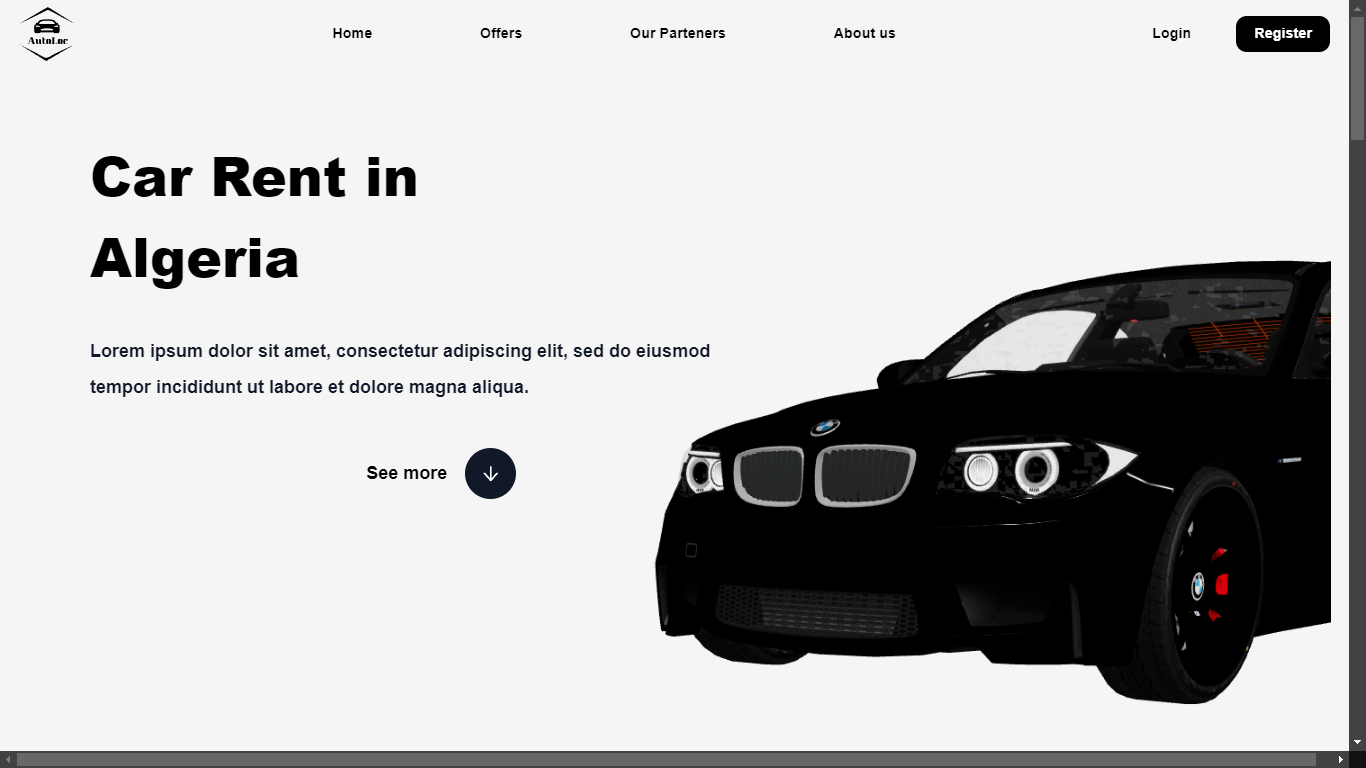 AutoLoc
Home
Offers
Our Parteners
About us
Login
Register
Car Rent in
Algeria
Lorem ipsum dolor sit amet, consectetur adipiscing elit, sed do eiusmod
tempor incididunt ut labore et dolore magna aliqua.
See more